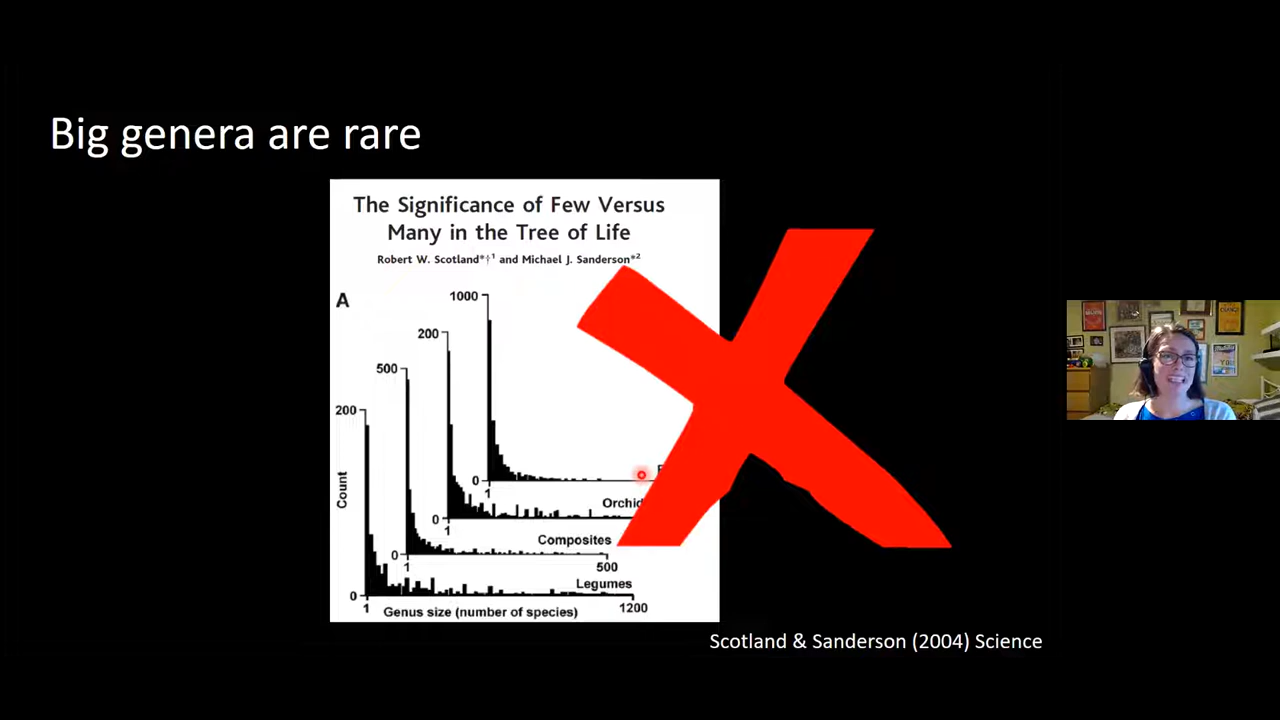 Big genera are rare
The Significance of Few Versus
Many in the Tree of Life
Robert W. Scotland*†¹ and Michael J. Sanderson*²
A
1000
200
500
200
0
1
Orchid
0
1
Composites
0
1
500
Legumes
0
1
1200
Count
Genus size (number of species)
Scotland & Sanderson (2004) Science